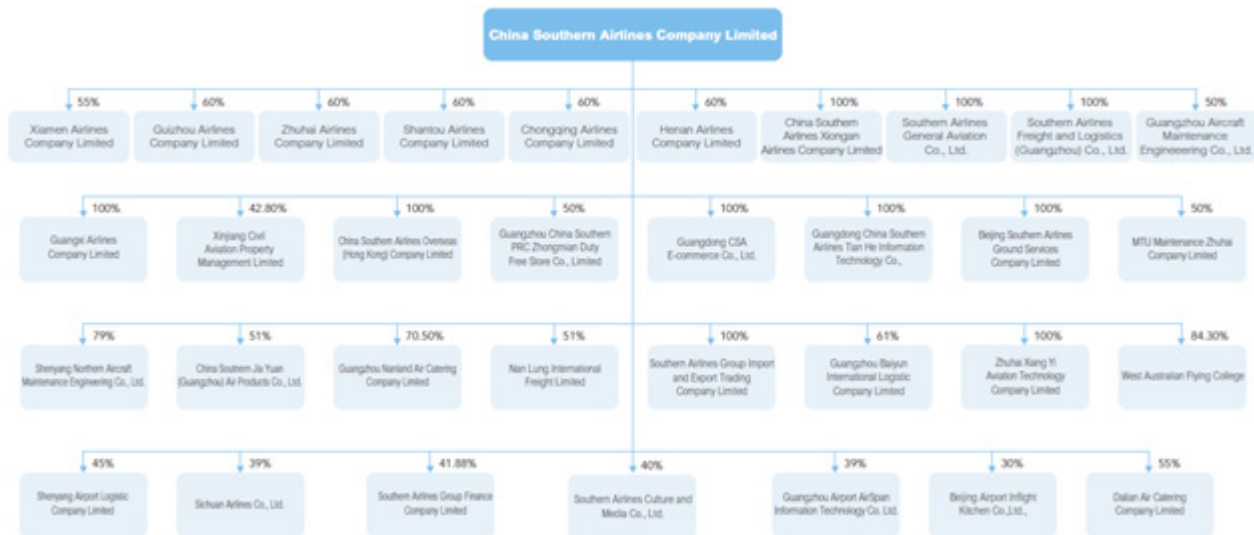 China Southern Airlines Company Limited
55%
60%
60%
60%
60%
60%
100%
100%
100%
50%
Xiamen Airlines
Company Limited
Guizhou Airlines
Company Limited
Zhuhai Airlines
Company Limited
Shantou Airlines
Company Limited
Chongqing Airlines
Company Limited
Henan Airlines
Company Limited
China Southern
Airlines Xiongan
Airlines Company Limited
Southern Airlines
General Aviation
Co., Ltd.
Southern Airlines
Freight and Logistics
(Guangzhou) Co., Ltd.
Guangzhou Aircraft
Maintenance
Engineeering Co., Ltd.
100%
42.80%
100%
50%
100%
100%
100%
50%
Guangxi Airlines
Company Limited
Xinjiang Civil
Aviation Property
Management Limited
China Southern Airlines Overseas
(Hong Kong) Company Limited
Guangzhou China Southern
PRC Zhongmian Duty
Free Store Co., Limited
Guangdong CSA
E-commerce Co., Ltd.
Guangdong China Southern
Airlines Tian He Information
Technology Co.,
Beijing Southern Airlines
Ground Services
Company Limited
MTU Maintenance Zhuhai
Company Limited
79%
51%
70.50%
51%
100%
61%
100%
84.30%
Shenyang Northern Aircraft
Maintenance Engineering Co., Ltd.
China Southern Jia Yuan
(Guangzhou) Air Products Co., Ltd.
Guangzhou Nanland Air Catering
Company Limited
Nan Lung International
Freight Limited
Southern Airlines Group Import
and Export Trading
Company Limited
Guangzhou Baiyun
International Logistic
Company Limited
Zhuhai Xiang Yi
Aviation Technology
Company Limited
West Australian Flying College
45%
39%
41.88%
40%
39%
30%
55%
Shenyang Airport Logistic
Company Limited
Sichuan Airlines Co., Ltd.
Southern Airlines Group Finance
Company Limited
Southern Airlines Culture and
Media Co., Ltd.
Guangzhou Airport AirSpan
Information Technology Co. Ltd.
Beijing Airport Inflight
Kitchen Co.,Ltd.,
Dalian Air Catering
Company Limited